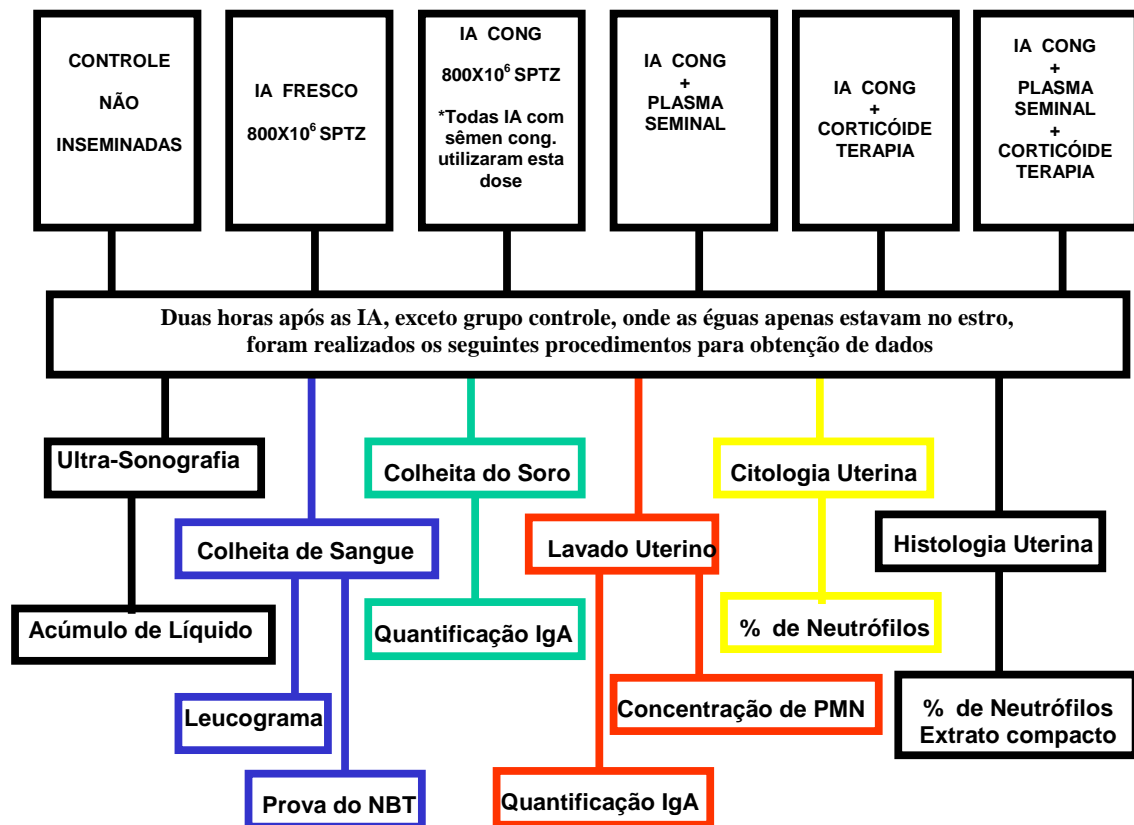 CONTROLE
NÃO
INSEMINADAS
IA FRESCO
800X10⁶ SPTZ
IA CONG
800X10⁶ SPTZ
*Todas IA com
sêmen cong.
utilizaram esta
dose
IA CONG
+
PLASMA
SEMINAL
IA CONG
+
CORTICÓIDE
TERAPIA
IA CONG
+
PLASMA
SEMINAL
+
CORTICÓIDE
TERAPIA
Duas horas após as IA, exceto grupo controle, onde as éguas apenas estavam no estro,
foram realizados os seguintes procedimentos para obtenção de dados
Ultra-Sonografia
Colheita do Soro
Citologia Uterina
Colheita de Sangue
Lavado Uterino
Histologia Uterina
Acúmulo de Líquido
Quantificação IgA
% de Neutrófilos
Leucograma
Concentração de PMN
% de Neutrófilos
Extrato compacto
Prova do NBT
Quantificação IgA